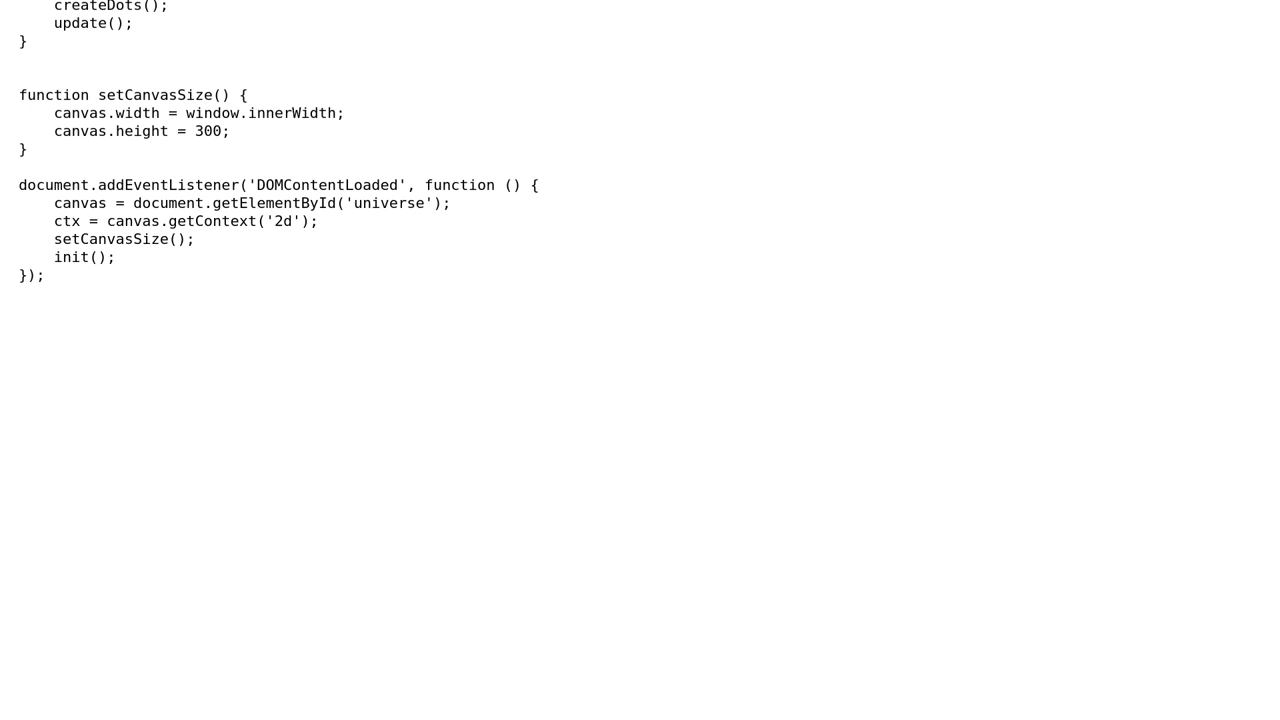 createDots();
    update();
}
function setCanvasSize() {
    canvas.width = window.innerWidth;
    canvas.height = 300;
}
document.addEventListener('DOMContentLoaded', function () {
    canvas = document.getElementById('universe');
    ctx = canvas.getContext('2d');
    setCanvasSize();
    init();
});